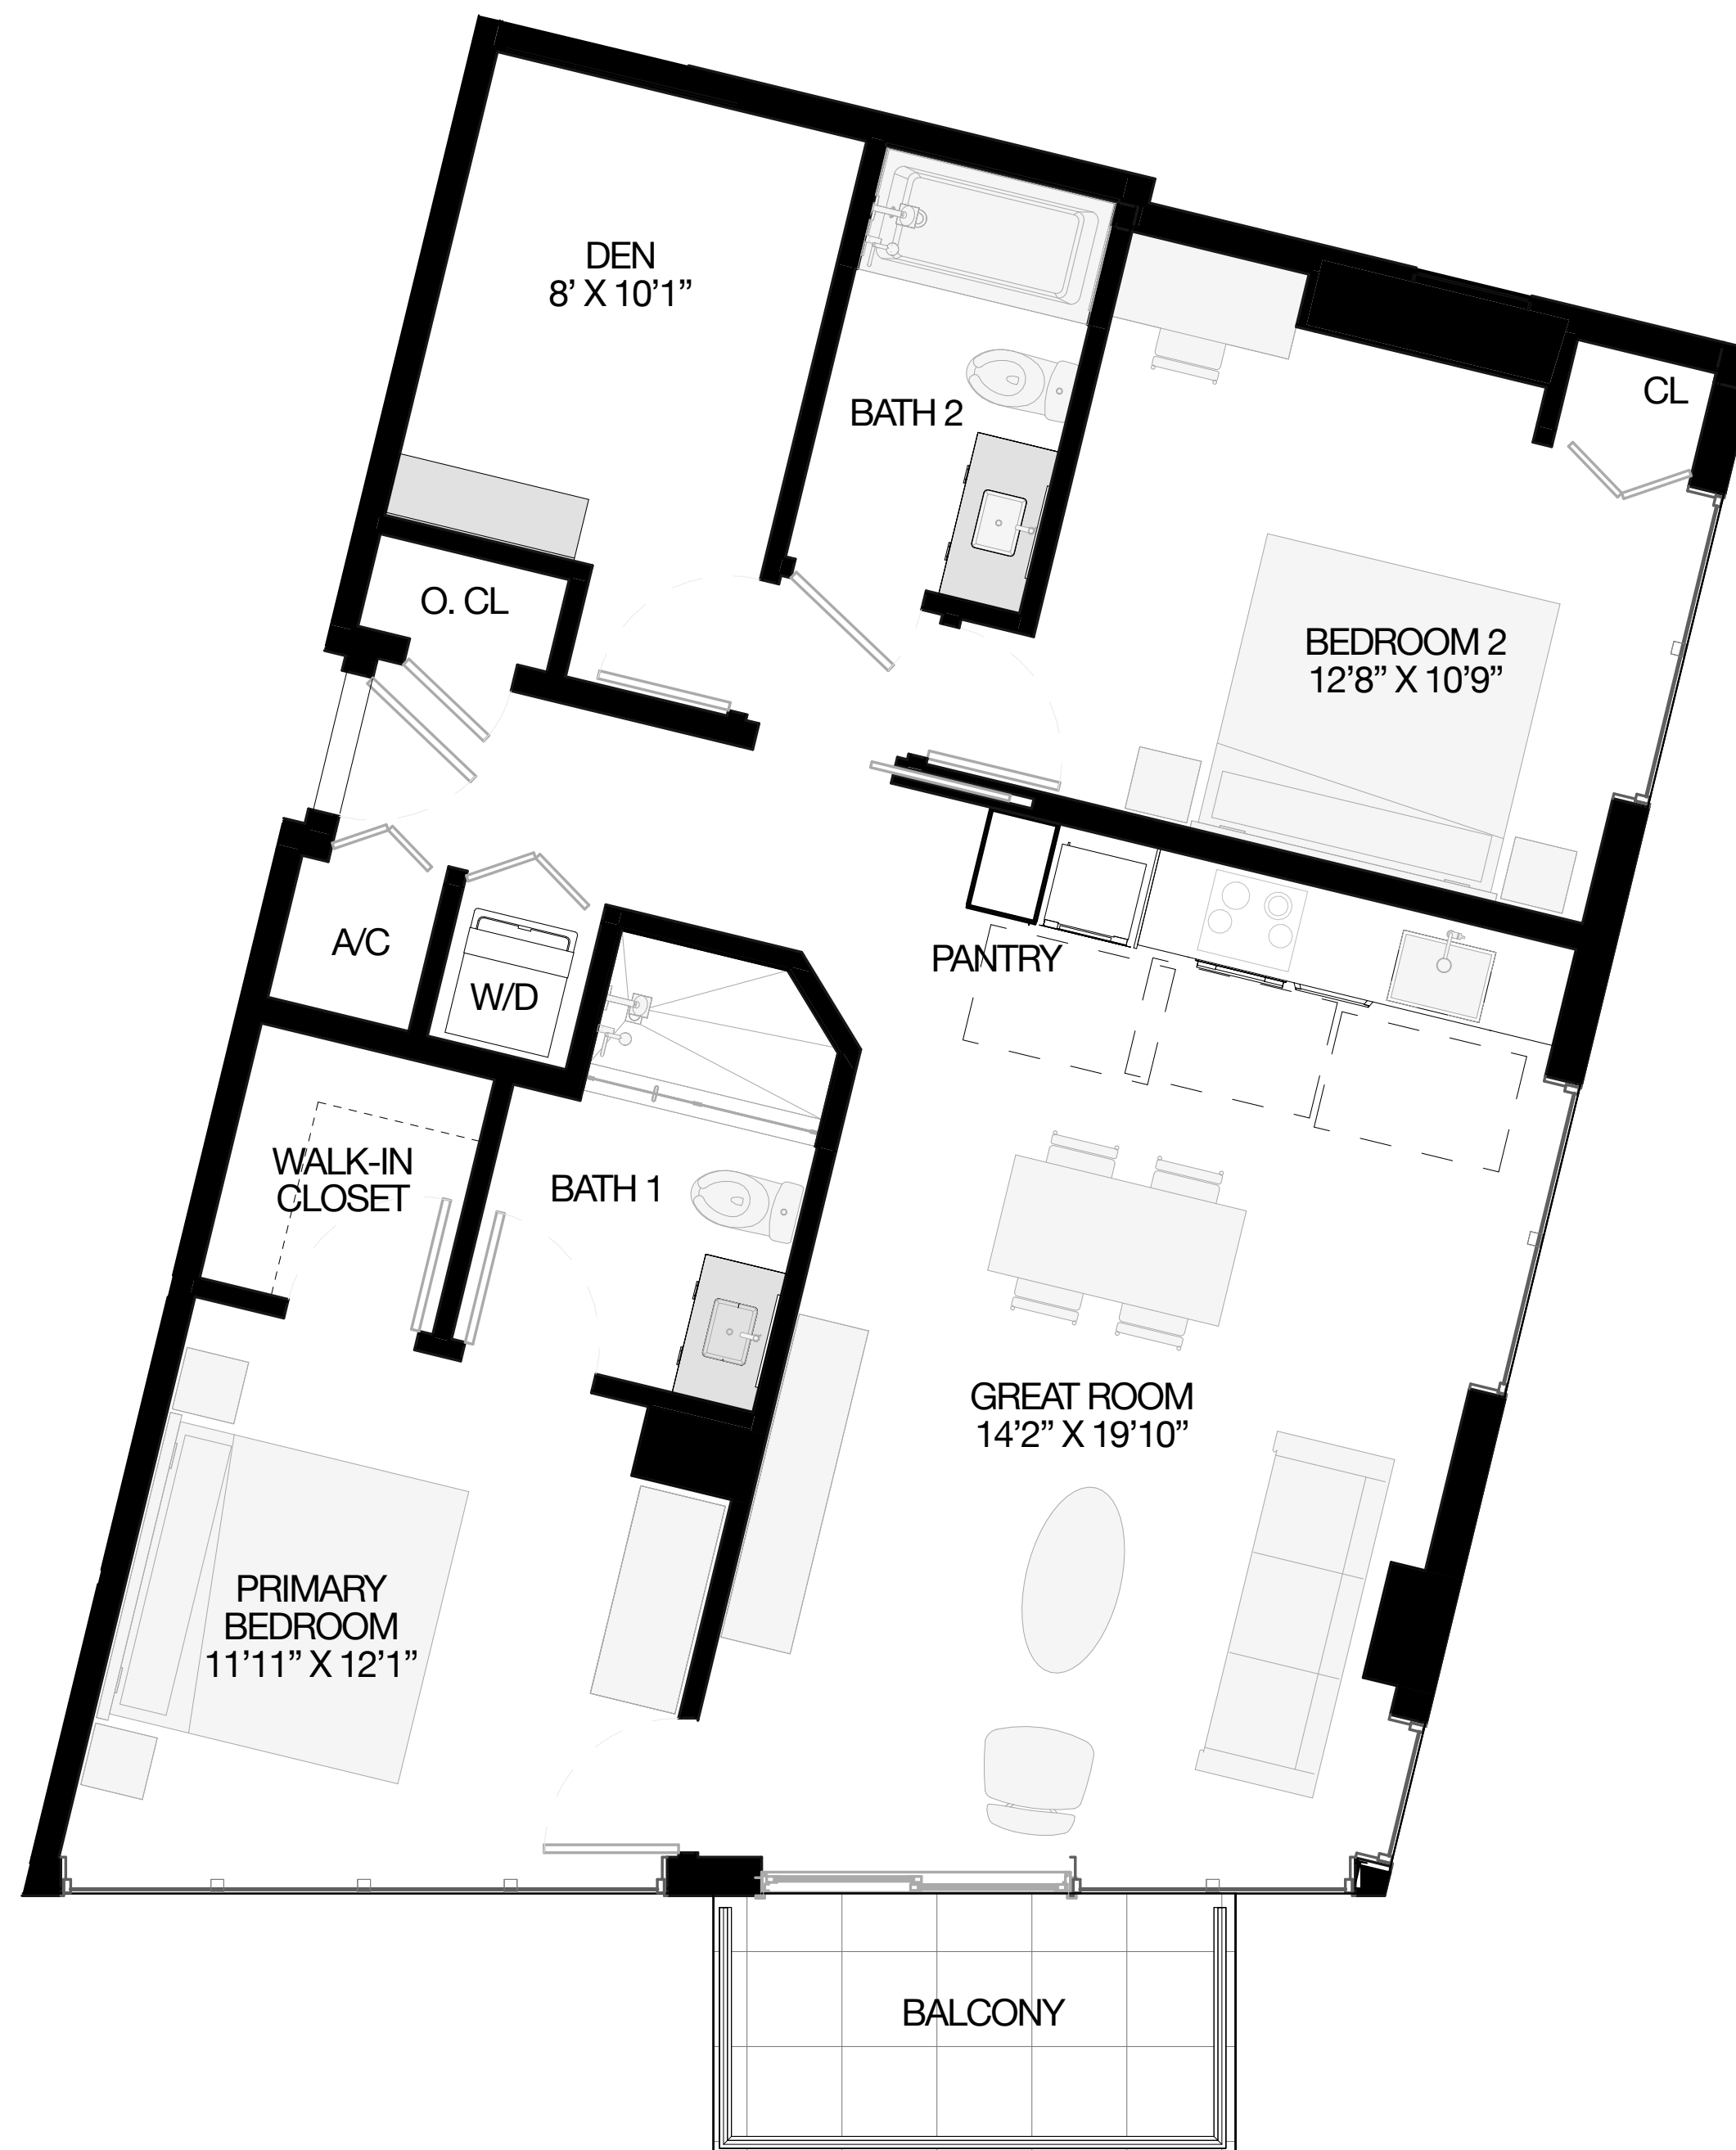 DEN
8’ X 10’1”
CL
BATH 2
O. CL
BEDROOM 2
12’8” X 10’9”
A/C
PANTRY
W/D
WALK-IN
CLOSET
BATH 1
GREAT ROOM
14’2” X 19’10”
PRIMARY
BEDROOM
11’11” X 12’1”
BALCONY